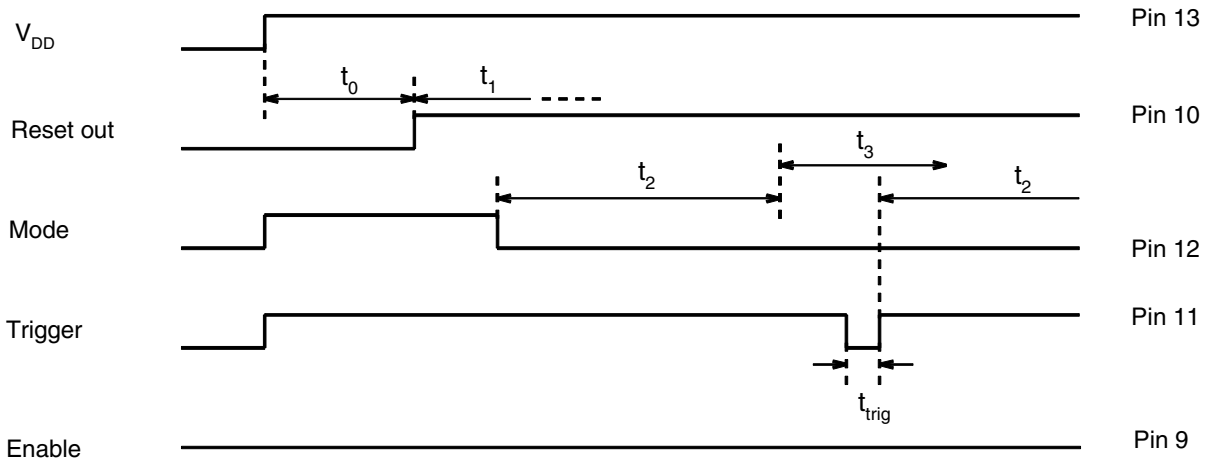 V_DD Pin 13
t_0 t_1
Reset out Pin 10
t_3
t_2 t_2
Mode Pin 12
Trigger Pin 11
t_trig
Enable Pin 9